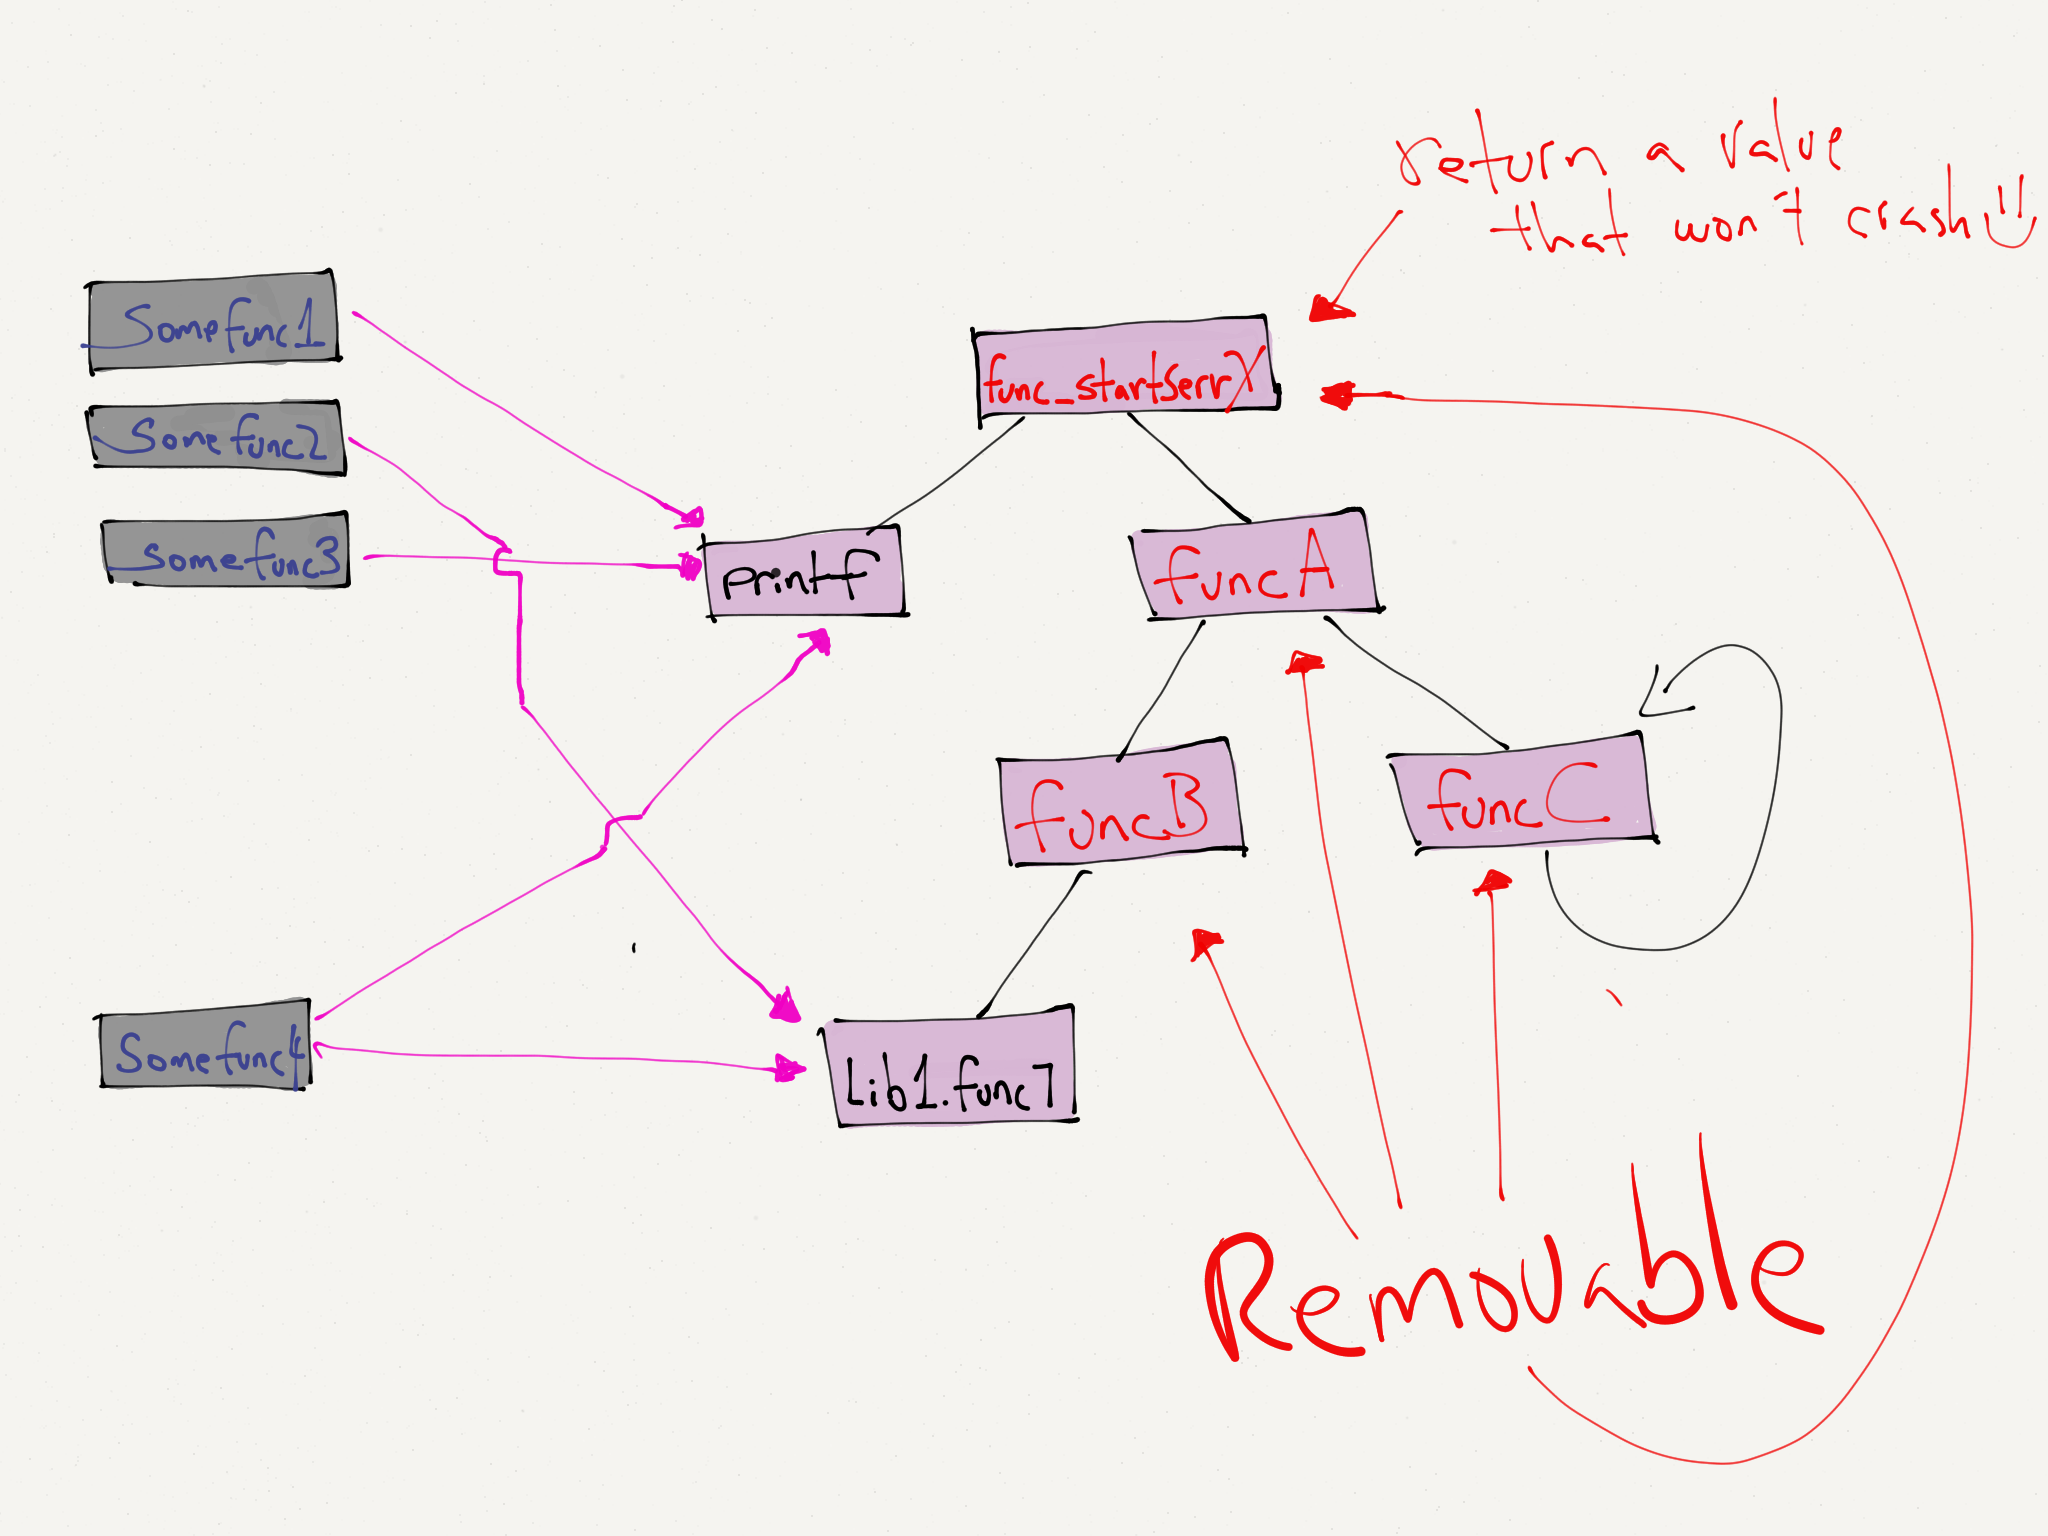 return a value
that won't crash
Somefunc1
func_startServX
Somefunc2
somefunc3
printf
funcA
funcB
funcC
Somefunc4
Lib1.func7
Removable